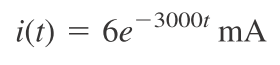 i(t) = 6e⁻³⁰⁰⁰ᵗ mA